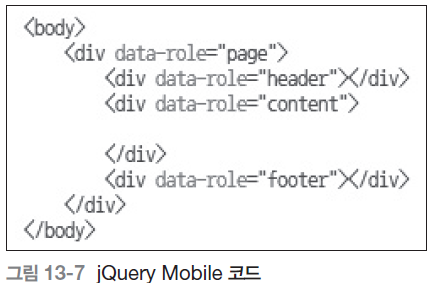 <body>
<div data-role="page">
<div data-role="header"></div>
<div data-role="content">
</div>
<div data-role="footer"></div>
</div>
</body>
그림 13-7 jQuery Mobile 코드